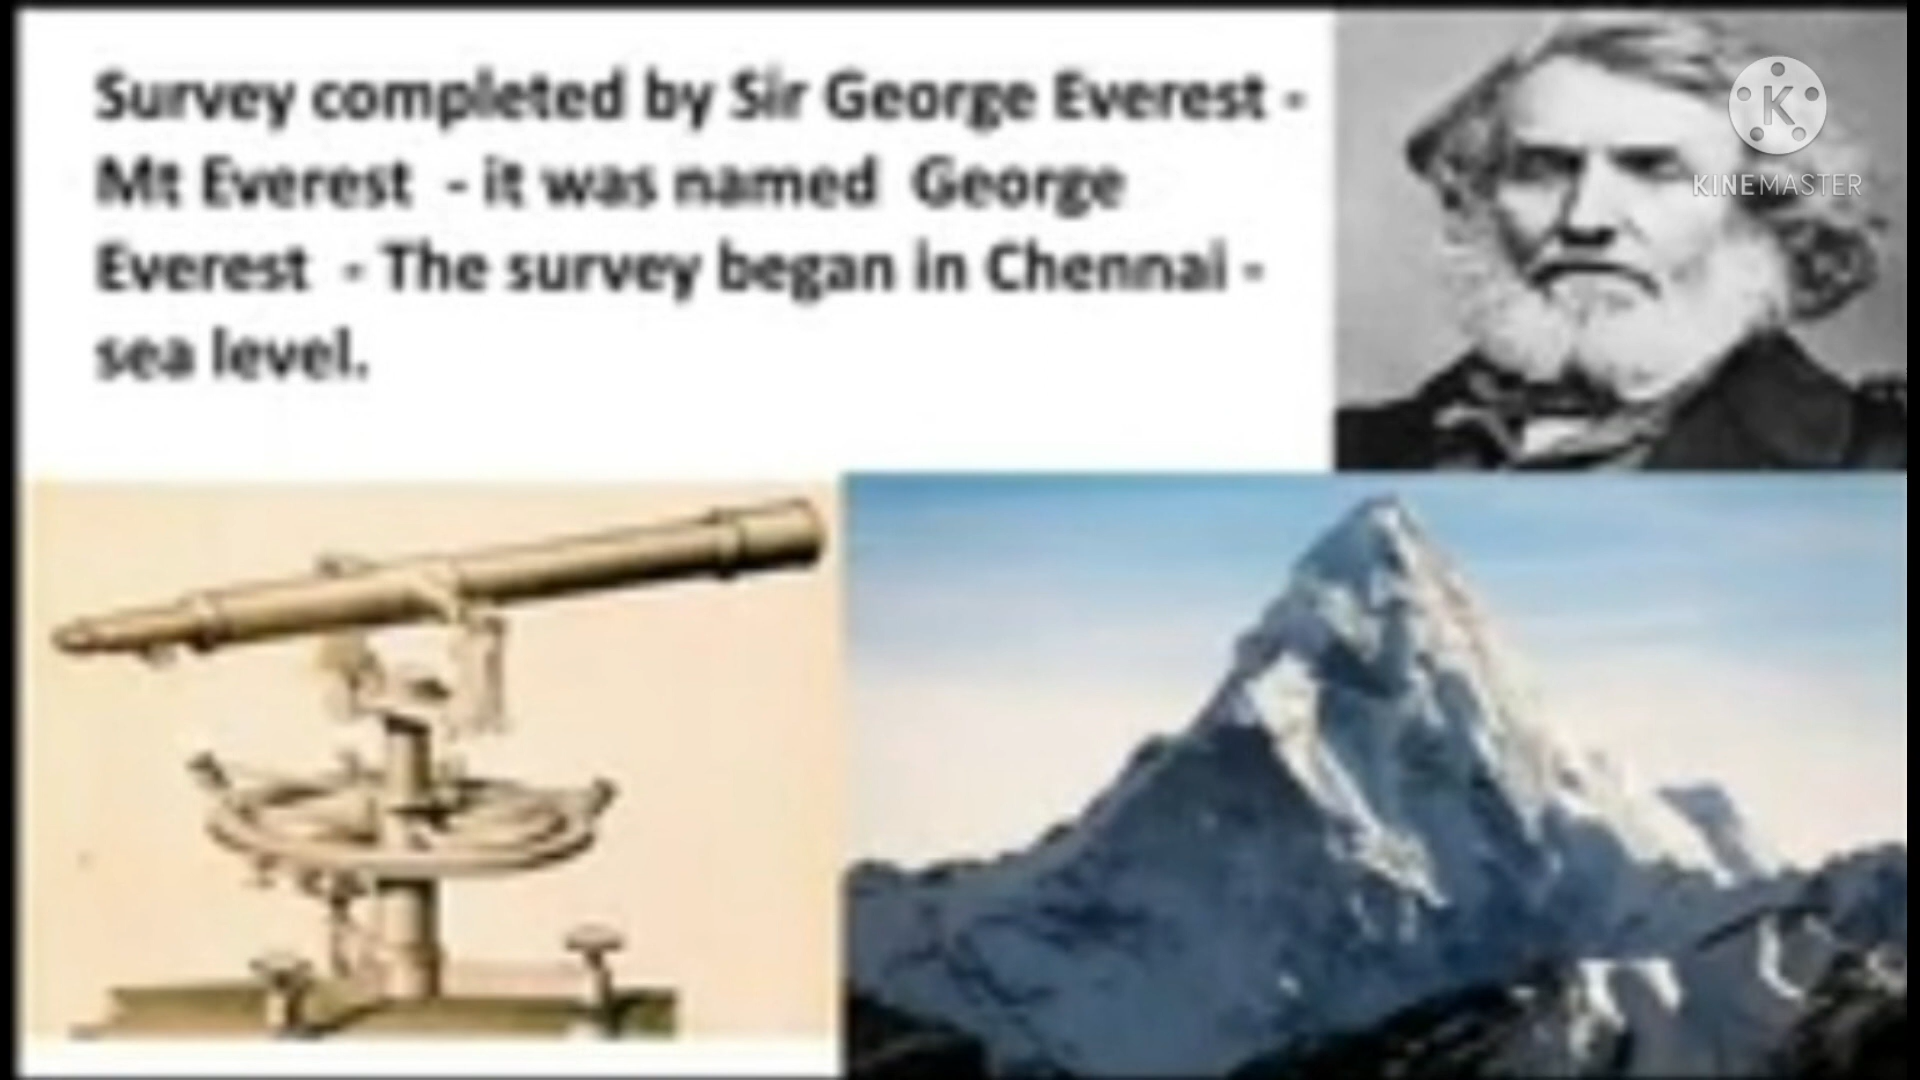 Survey completed by Sir George Everest -
Mt Everest - it was named George
Everest - The survey began in Chennai -
sea level.
K
KINEMASTER